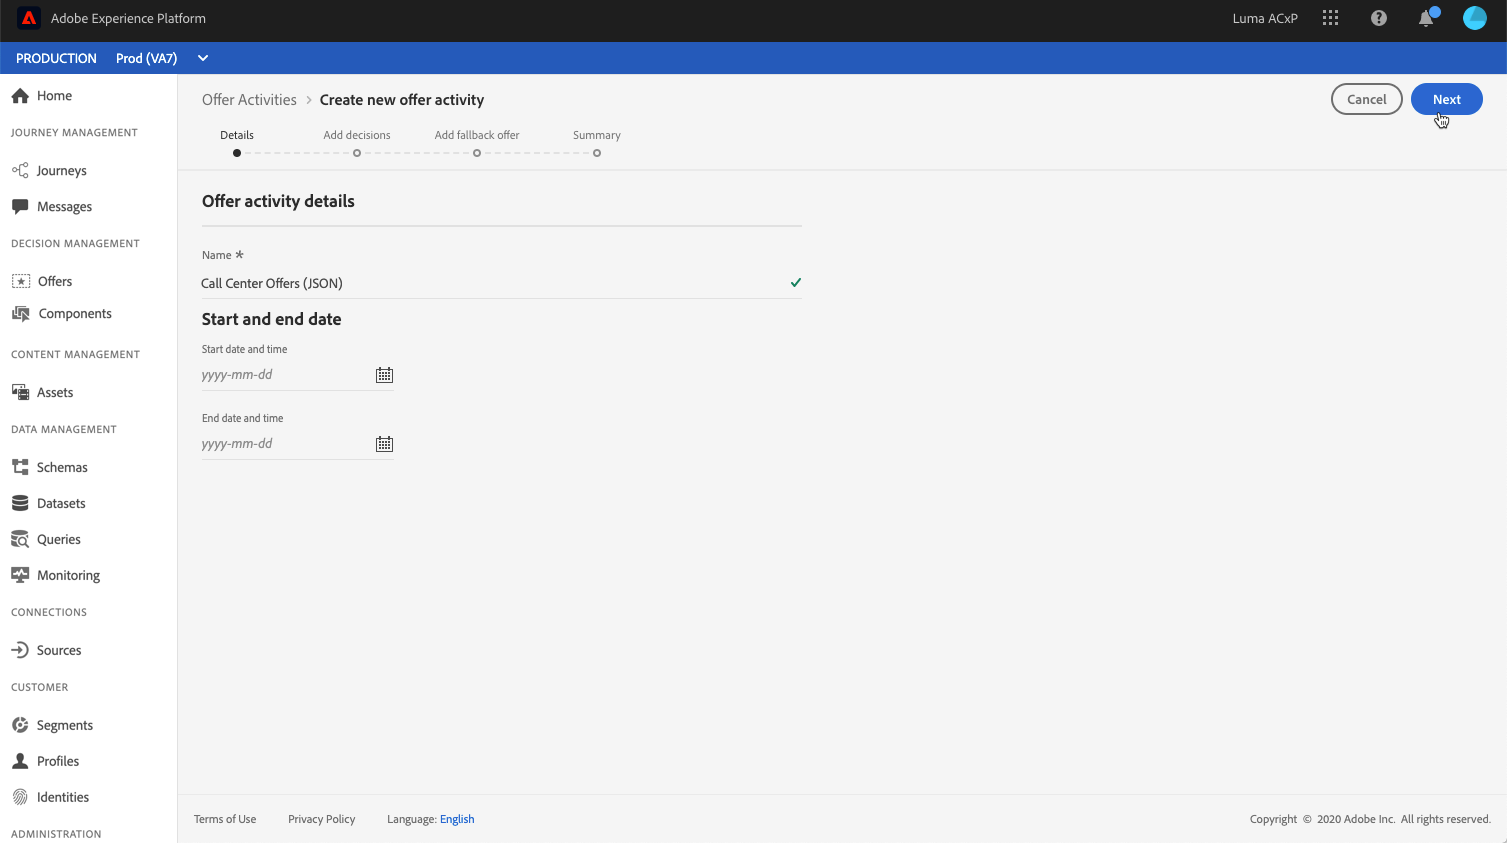 Adobe Experience Platform
Luma ACxP
PRODUCTION Prod (VA7)
Home
JOURNEY MANAGEMENT
Journeys
Messages
DECISION MANAGEMENT
Offers
Components
CONTENT MANAGEMENT
Assets
DATA MANAGEMENT
Schemas
Datasets
Queries
Monitoring
CONNECTIONS
Sources
CUSTOMER
Segments
Profiles
Identities
ADMINISTRATION
Offer Activities > Create new offer activity
Cancel
Next
Details Add decisions Add fallback offer Summary
Offer activity details
Name *
Call Center Offers (JSON)
Start and end date
Start date and time
yyyy-mm-dd
End date and time
yyyy-mm-dd
Terms of Use Privacy Policy Language: English
Copyright © 2020 Adobe Inc. All rights reserved.